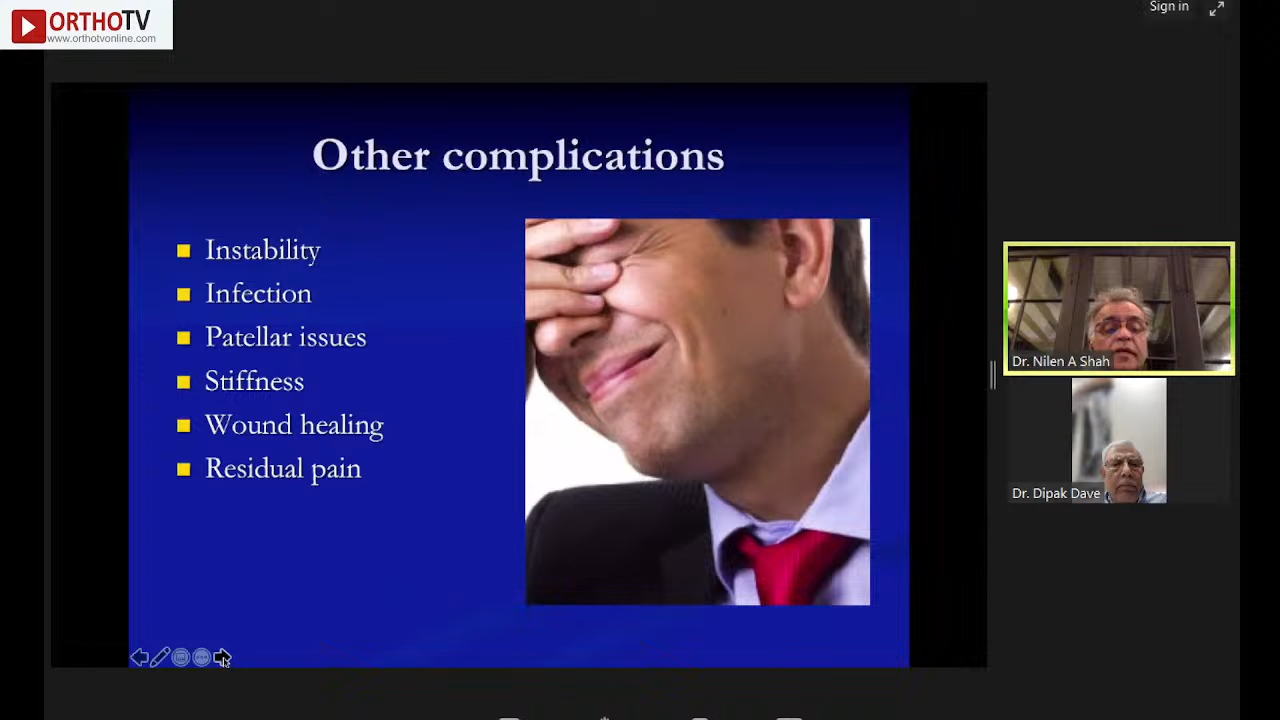 ORTHOTV
www.orthotvonline.com
Sign in
Other complications
Instability
Infection
Patellar issues
Stiffness
Wound healing
Residual pain
Dr. Nilen A Shah
Dr. Dipak Dave